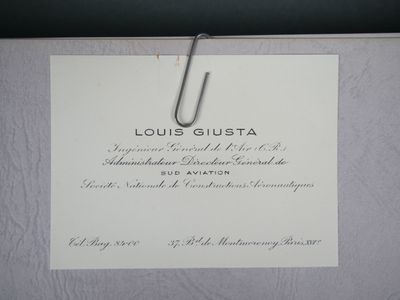 LOUIS GIUSTA
Ingénieur Général de l'Air (C.R.)
Administrateur Directeur Général de
SUD AVIATION
Société Nationale de Constructions Aéronautiques
Tél. Bag. 84-00
37, Bd. de Montmorency, Paris, XVIe